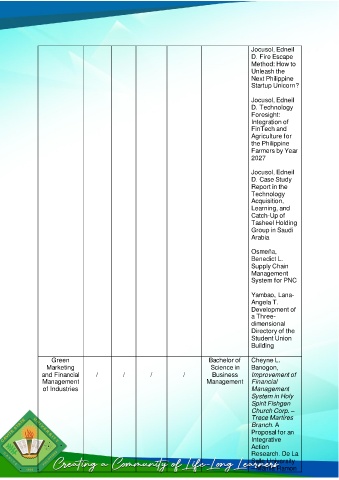 Jocusol, Edneil
D. Fire Escape
Method: How to
Unleash the
Next Philippine
Startup Unicorn?
Jocusol, Edneil
D. Technology
Foresight:
Integration of
FinTech and
Agriculture for
the Philippine
Farmers by Year
2027
Jocusol, Edneil
D. Case Study
Report in the
Technology
Acquisition,
Learning, and
Catch-Up of
Tasheel Holding
Group in Saudi
Arabia
Osmeña,
Benedict L.
Supply Chain
Management
System for PNC
Yambao, Lans-
Angela T.
Development of
a Three-
dimensional
Directory of the
Student Union
Building
Green
Marketing
and Financial
Management
of Industries
/ / / /
Bachelor of
Science in
Business
Management
Cheyne L.
Banogon,
Improvement of
Financial
Management
System in Holy
Spirit Fishgen
Church Corp. –
Trece Martires
Branch. A
Proposal for an
Integrative
Action
Research. De La
Creating a Community of Life-Long Learners